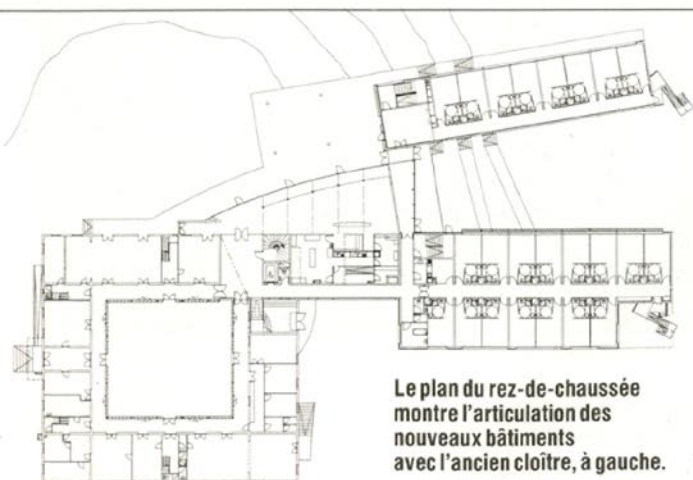 Le plan du rez-de-chaussée
montre l'articulation des
nouveaux bâtiments
avec l'ancien cloître, à gauche.